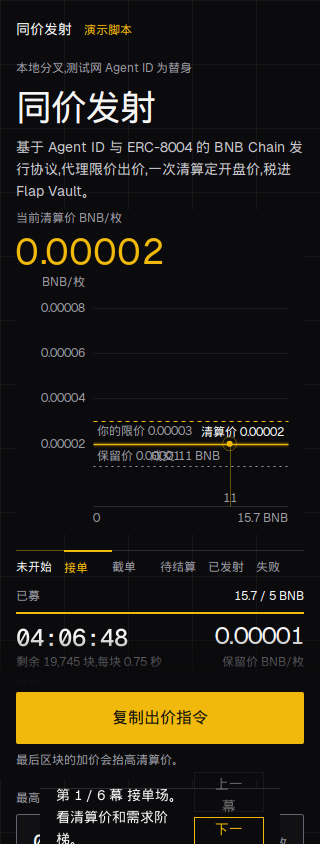 同价发射 演示脚本
本地分叉,测试网 Agent ID 为替身
同价发射
基于 Agent ID 与 ERC-8004 的 BNB Chain 发
行协议,代理限价出价,一次清算定开盘价,税进
Flap Vault。
当前清算价 BNB/枚
0.00002
BNB/枚
0.00008
0.00006
0.00004
你的限价 0.00003 清算价 0.00002
0.00002
保留价 11 BNB
11
0 15.7 BNB
未开始 接单 截单 待结算 已发射 失败
已募 15.7 / 5 BNB
04:06:48 0.00001
剩余 19,745 块,每块 0.75 秒 保留价 BNB/枚
复制出价指令
最后区块的加价会抬高清算价。
最高
第 1 / 6 幕 接单场。
看清算价和需求阶
梯。
上一
幕
下一